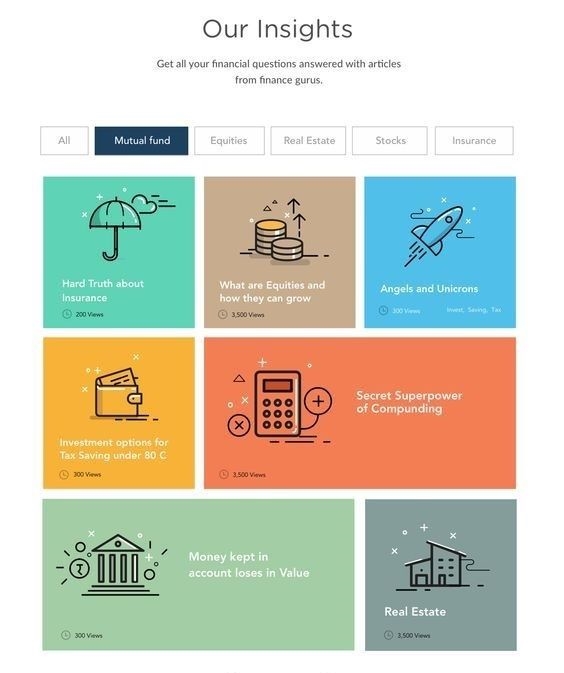 Our Insights
Get all your financial questions answered with articles
from finance gurus.
All
Mutual fund
Equities
Real Estate
Stocks
Insurance
Hard Truth about
Insurance
200 Views
What are Equities and
how they can grow
3,500 Views
Angels and Unicrons
300 Views
Invest, Saving, Tax
Investment options for
Tax Saving under 80 C
300 Views
Secret Superpower
of Compunding
3,500 Views
₹
Money kept in
account loses in Value
300 Views
Real Estate
3,500 Views